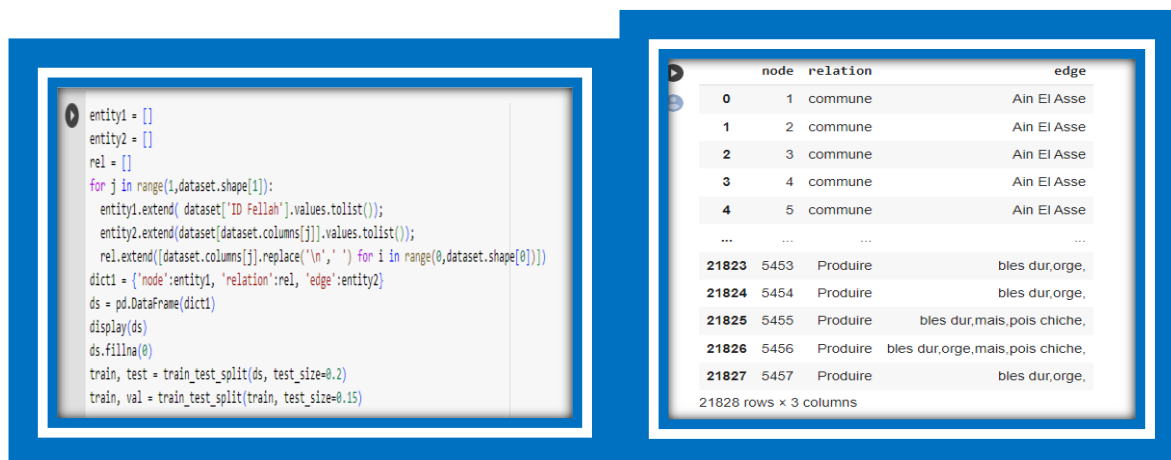 entity1 = []
entity2 = []
rel = []
for j in range(1,dataset.shape[1]):
  entity1.extend( dataset['ID Fellah'].values.tolist());
  entity2.extend(dataset[dataset.columns[j]].values.tolist());
  rel.extend([dataset.columns[j].replace('\n',' ') for i in range(0,dataset.shape[0])])
dict1 = {'node':entity1, 'relation':rel, 'edge':entity2}
ds = pd.DataFrame(dict1)
display(ds)
ds.fillna(0)
train, test = train_test_split(ds, test_size=0.2)
train, val = train_test_split(train, test_size=0.15)
node relation edge
0 1 commune Ain El Asse
1 2 commune Ain El Asse
2 3 commune Ain El Asse
3 4 commune Ain El Asse
4 5 commune Ain El Asse
... ... ... ...
21823 5453 Produire bles dur,orge,
21824 5454 Produire bles dur,orge,
21825 5455 Produire bles dur,mais,pois chiche,
21826 5456 Produire bles dur,orge,mais,pois chiche,
21827 5457 Produire bles dur,orge,
21828 rows × 3 columns